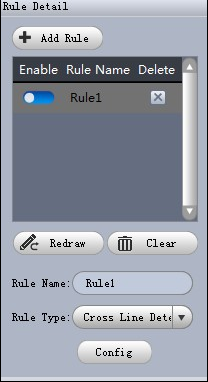 Rule Detail
Add Rule
Enable Rule Name Delete
Rule1
Redraw Clear
Rule Name: Rule1
Rule Type: Cross Line Dete
Config